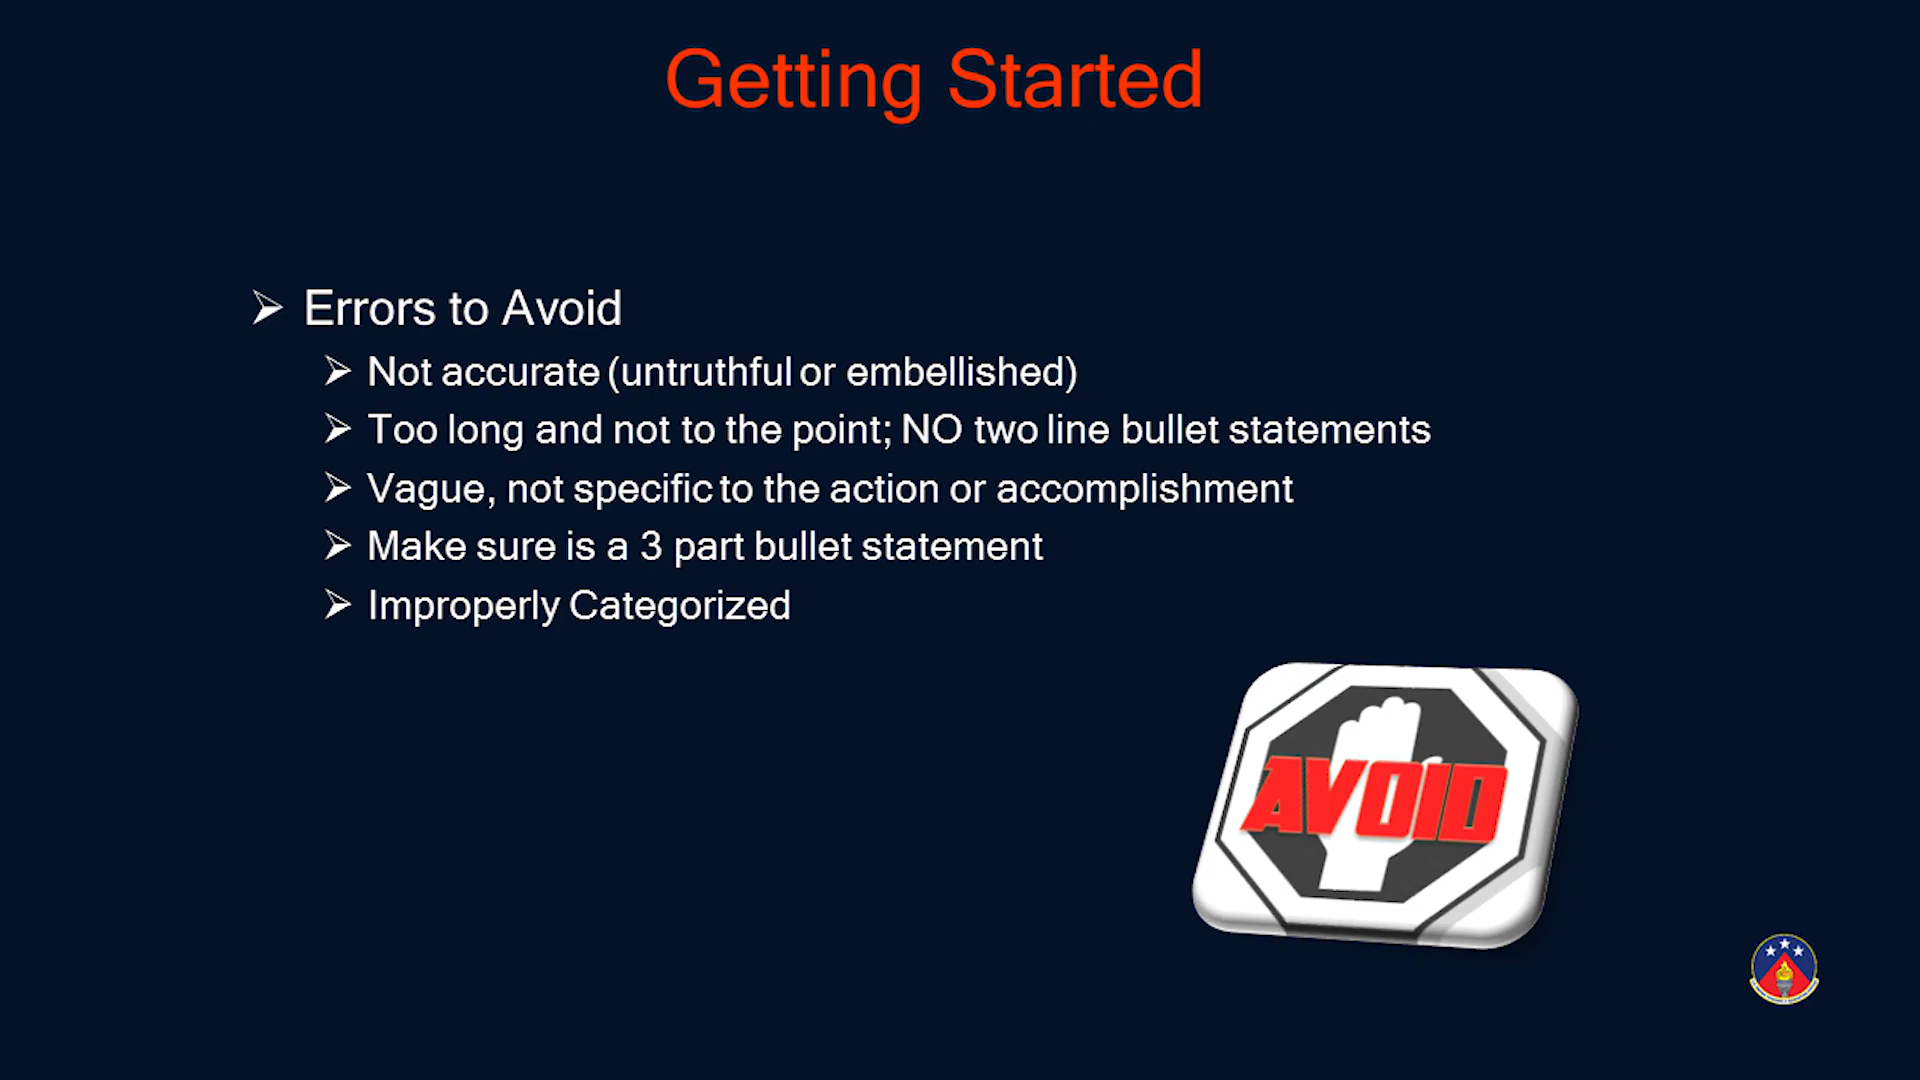 Getting Started
Errors to Avoid
Not accurate (untruthful or embellished)
Too long and not to the point; NO two line bullet statements
Vague, not specific to the action or accomplishment
Make sure is a 3 part bullet statement
Improperly Categorized
AVOID